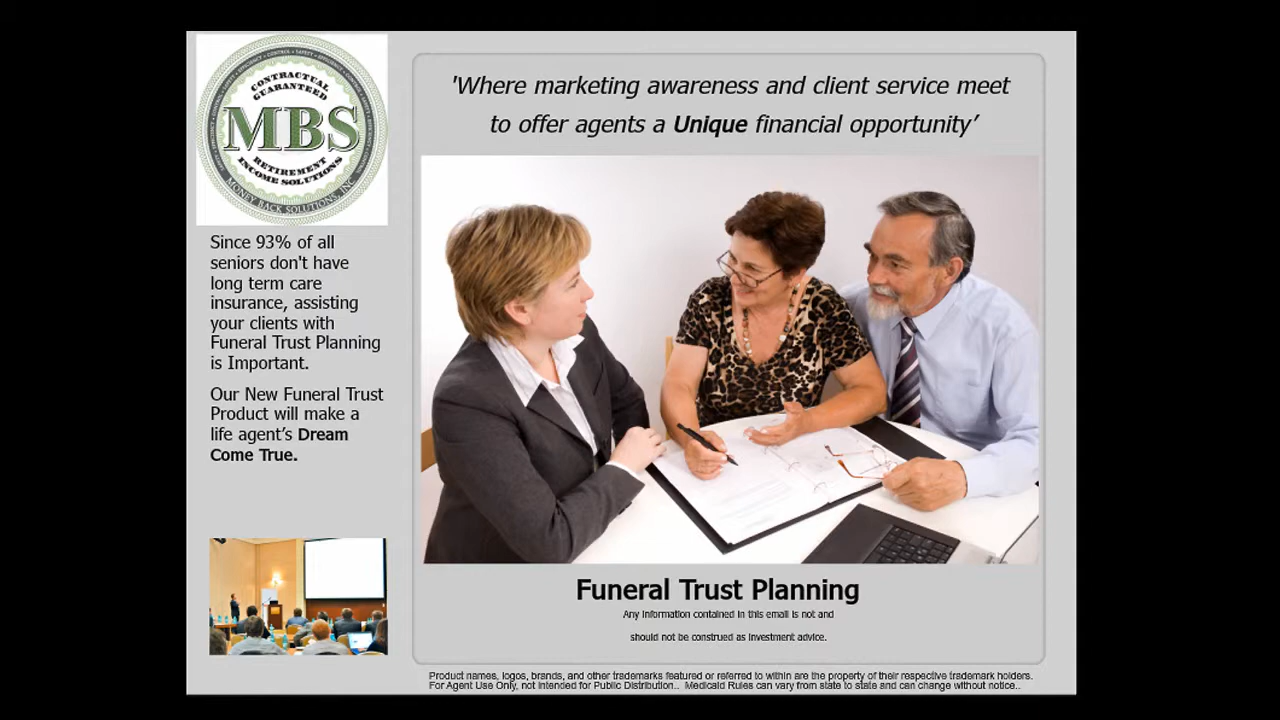 CONTRACTUAL
GUARANTEED
MBS
RETIREMENT
INCOME SOLUTIONS
MONEY BACK SOLUTIONS, INC
'Where marketing awareness and client service meet
to offer agents a Unique financial opportunity’
Since 93% of all
seniors don't have
long term care
insurance, assisting
your clients with
Funeral Trust Planning
is Important.
Our New Funeral Trust
Product will make a
life agent’s Dream
Come True.
Funeral Trust Planning
Any information contained in this email is not and
should not be construed as investment advice.
Product names, logos, brands, and other trademarks featured or referred to within are the property of their respective trademark holders.
For Agent Use Only, not intended for Public Distribution.. Medicaid Rules can vary from state to state and can change without notice..